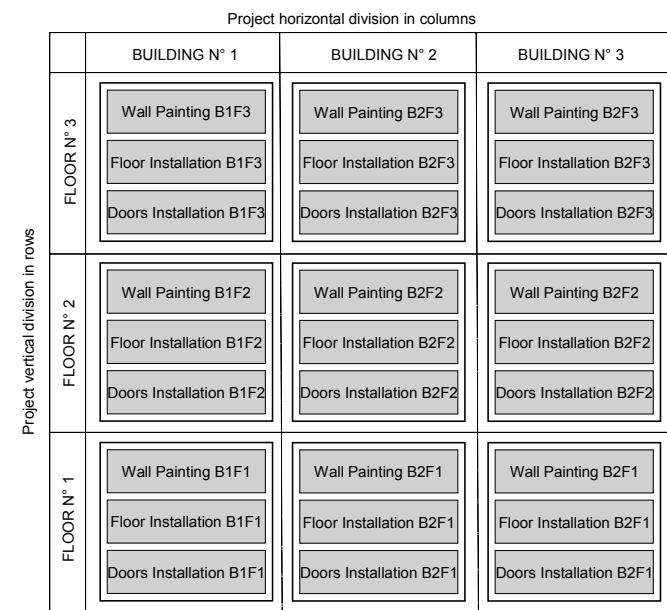 Project horizontal division in columns
BUILDING N° 1
BUILDING N° 2
BUILDING N° 3
Project vertical division in rows
FLOOR N° 3
Wall Painting B1F3
Wall Painting B2F3
Wall Painting B2F3
Floor Installation B1F3
Floor Installation B2F3
Floor Installation B2F3
Doors Installation B1F3
Doors Installation B2F3
Doors Installation B2F3
FLOOR N° 2
Wall Painting B1F2
Wall Painting B2F2
Wall Painting B2F2
Floor Installation B1F2
Floor Installation B2F2
Floor Installation B2F2
Doors Installation B1F2
Doors Installation B2F2
Doors Installation B2F2
FLOOR N° 1
Wall Painting B1F1
Wall Painting B2F1
Wall Painting B2F1
Floor Installation B1F1
Floor Installation B2F1
Floor Installation B2F1
Doors Installation B1F1
Doors Installation B2F1
Doors Installation B2F1